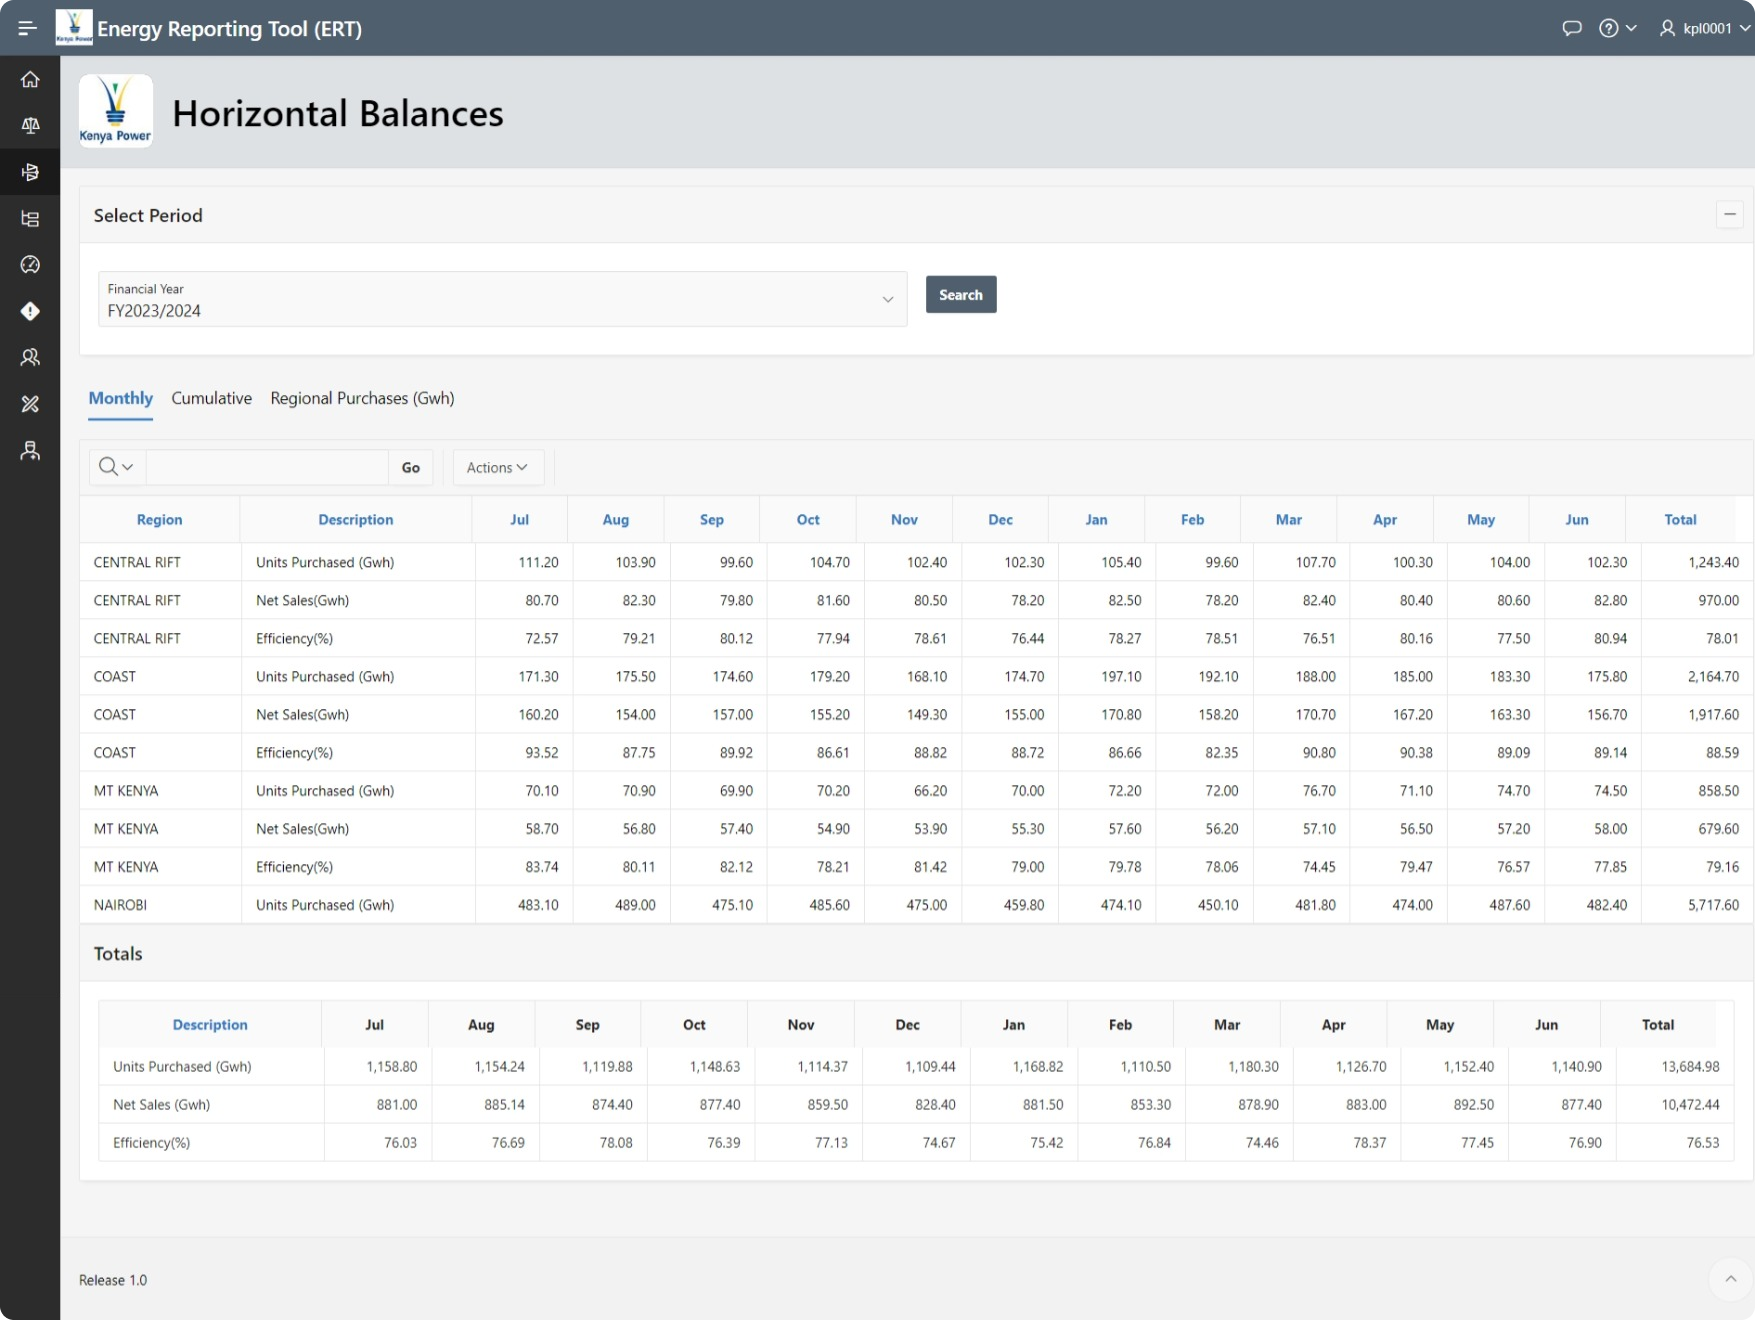 Kenya Power Energy Reporting Tool (ERT) kpl0001
Kenya Power Horizontal Balances
Select Period
Financial Year
FY2023/2024 Search
Monthly Cumulative Regional Purchases (Gwh)
Go Actions
Region Description Jul Aug Sep Oct Nov Dec Jan Feb Mar Apr May Jun Total
CENTRAL RIFT Units Purchased (Gwh) 111.20 103.90 99.60 104.70 102.40 102.30 105.40 99.60 107.70 100.30 104.00 102.30 1,243.40
CENTRAL RIFT Net Sales(Gwh) 80.70 82.30 79.80 81.60 80.50 78.20 82.50 78.20 82.40 80.40 80.60 82.80 970.00
CENTRAL RIFT Efficiency(%) 72.57 79.21 80.12 77.94 78.61 76.44 78.27 78.51 76.51 80.16 77.50 80.94 78.01
COAST Units Purchased (Gwh) 171.30 175.50 174.60 179.20 168.10 174.70 197.10 192.10 188.00 185.00 183.30 175.80 2,164.70
COAST Net Sales(Gwh) 160.20 154.00 157.00 155.20 149.30 155.00 170.80 158.20 170.70 167.20 163.30 156.70 1,917.60
COAST Efficiency(%) 93.52 87.75 89.92 86.61 88.82 88.72 86.66 82.35 90.80 90.38 89.09 89.14 88.59
MT KENYA Units Purchased (Gwh) 70.10 70.90 69.90 70.20 66.20 70.00 72.20 72.00 76.70 71.10 74.70 74.50 858.50
MT KENYA Net Sales(Gwh) 58.70 56.80 57.40 54.90 53.90 55.30 57.60 56.20 57.10 56.50 57.20 58.00 679.60
MT KENYA Efficiency(%) 83.74 80.11 82.12 78.21 81.42 79.00 79.78 78.06 74.45 79.47 76.57 77.85 79.16
NAIROBI Units Purchased (Gwh) 483.10 489.00 475.10 485.60 475.00 459.80 474.10 450.10 481.80 474.00 487.60 482.40 5,717.60
Totals
Description Jul Aug Sep Oct Nov Dec Jan Feb Mar Apr May Jun Total
Units Purchased (Gwh) 1,158.80 1,154.24 1,119.88 1,148.63 1,114.37 1,109.44 1,168.82 1,110.50 1,180.30 1,126.70 1,152.40 1,140.90 13,684.98
Net Sales (Gwh) 881.00 885.14 874.40 877.40 859.50 828.40 881.50 853.30 878.90 883.00 892.50 877.40 10,472.44
Efficiency(%) 76.03 76.69 78.08 76.39 77.13 74.67 75.42 76.84 74.46 78.37 77.45 76.90 76.53
Release 1.0